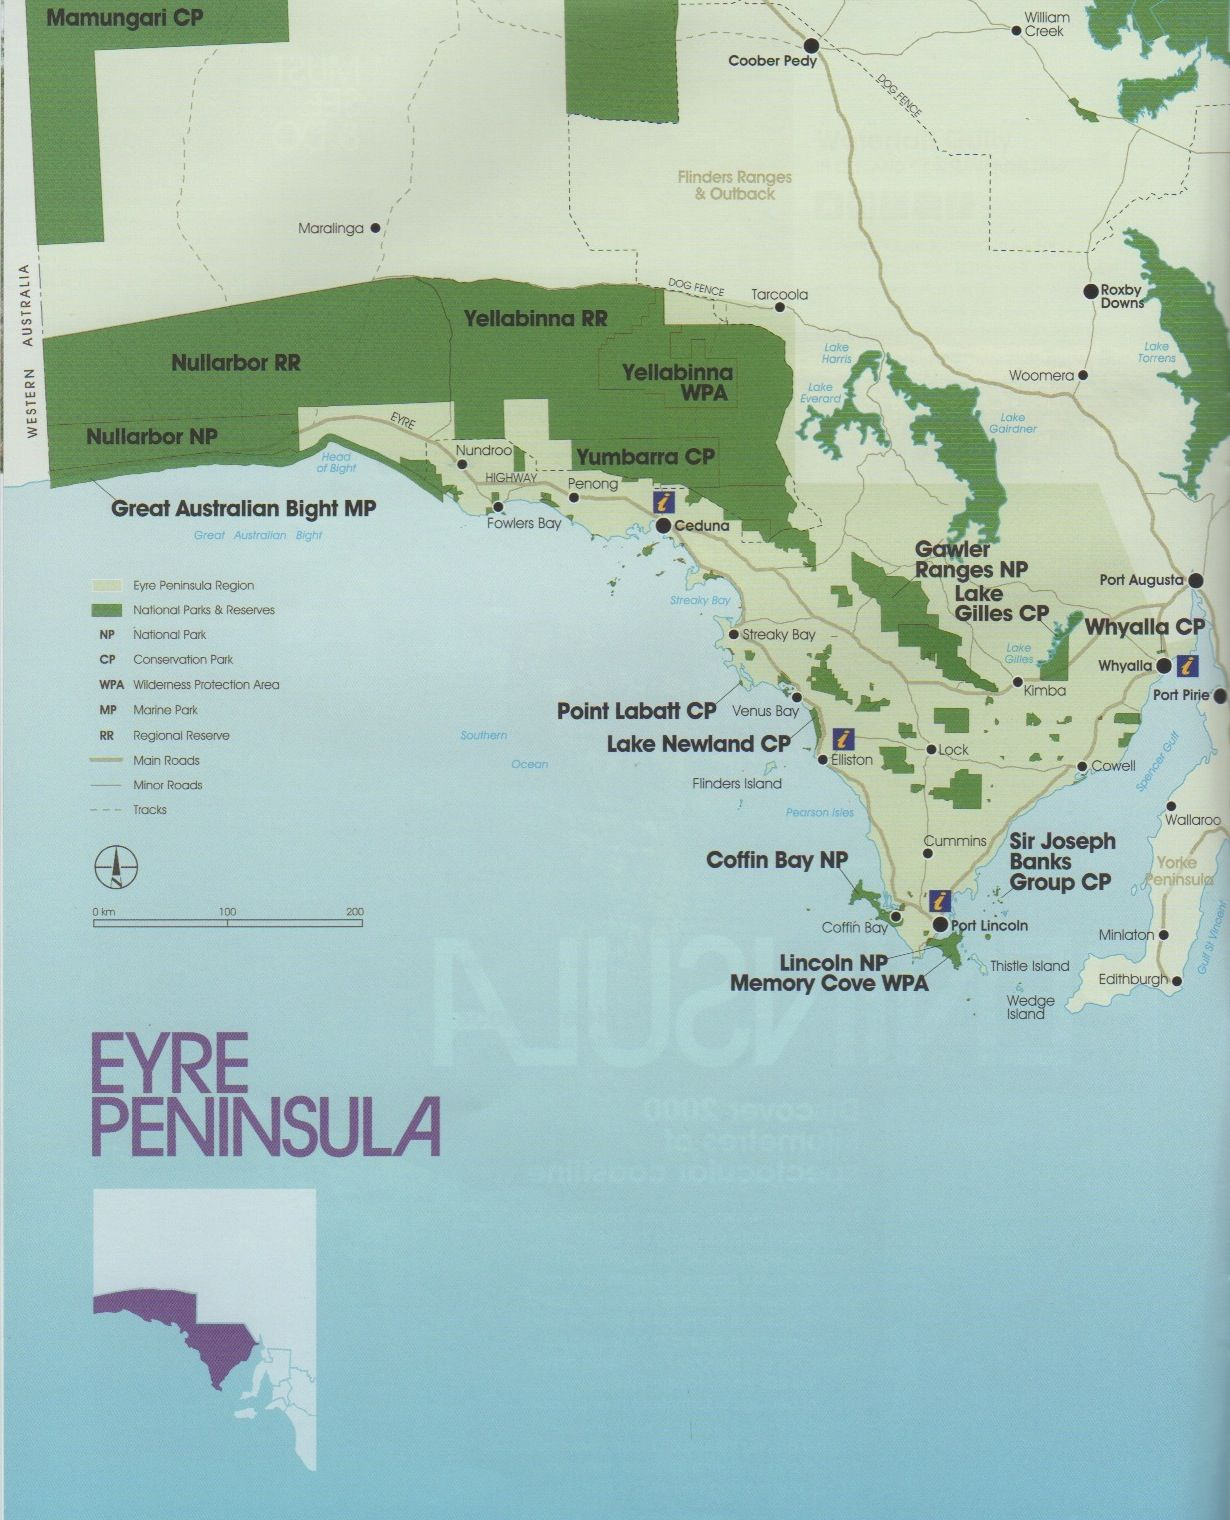 Mamungari CP
William
Creek
Coober Pedy
DOG FENCE
Flinders Ranges
& Outback
Maralinga
WESTERN AUSTRALIA
DOG FENCE
Tarcoola
Roxby
Downs
Yellabinna RR
Nullarbor RR
Yellabinna
WPA
Lake
Harris
Lake
Torrens
Woomera
Lake
Everard
Lake
Gairdner
Nullarbor NP
EYRE
Head
of Bight
Nundroo
Yumbarra CP
HIGHWAY
Penong
Great Australian Bight MP
Fowlers Bay
i
Ceduna
Great Australian Bight
Gawler
Ranges NP
Lake
Gilles CP
Port Augusta
Eyre Peninsula Region
National Parks & Reserves
NP National Park
CP Conservation Park
WPA Wilderness Protection Area
MP Marine Park
RR Regional Reserve
Main Roads
Minor Roads
Tracks
Streaky Bay
Streaky Bay
Whyalla CP
Lake
Gilles
Whyalla
i
Kimba
Port Pirie
Point Labatt CP
Venus Bay
Lake Newland CP
i
Elliston
Lock
Southern
Ocean
Cowell
Spencer Gulf
Flinders Island
Pearson Isles
Wallaroo
Cummins
Sir Joseph
Banks
Group CP
Coffin Bay NP
Yorke
Peninsula
N
0 km 100 200
i
Coffin Bay
Port Lincoln
Minlaton
Gulf St Vincent
Lincoln NP
Memory Cove WPA
Thistle Island
Edithburgh
Wedge
Island
EYRE
PENINSULA